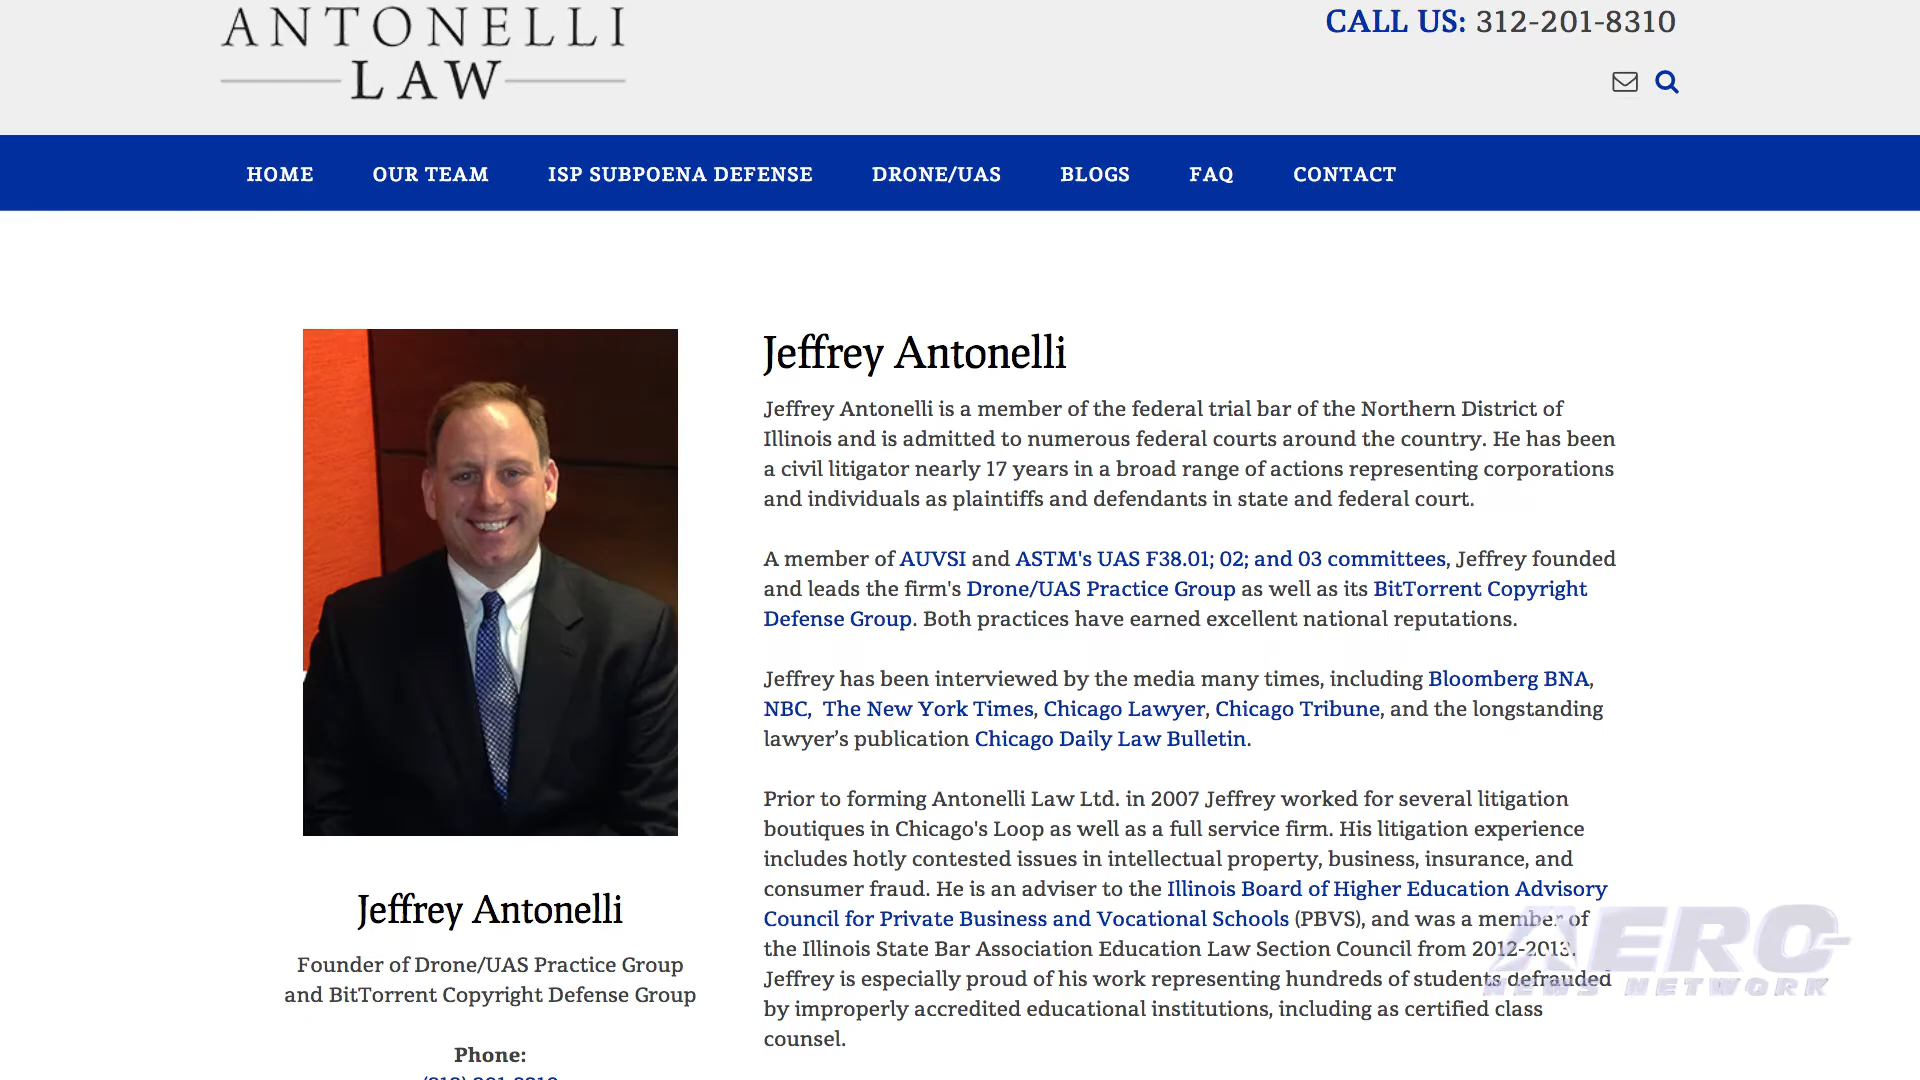 ANTONELLI
LAW
CALL US: 312-201-8310
HOME OUR TEAM ISP SUBPOENA DEFENSE DRONE/UAS BLOGS FAQ CONTACT
Jeffrey Antonelli
Founder of Drone/UAS Practice Group
and BitTorrent Copyright Defense Group
Phone:
(312) 201-8310
Jeffrey Antonelli
Jeffrey Antonelli is a member of the federal trial bar of the Northern District of
Illinois and is admitted to numerous federal courts around the country. He has been
a civil litigator nearly 17 years in a broad range of actions representing corporations
and individuals as plaintiffs and defendants in state and federal court.
A member of AUVSI and ASTM's UAS F38.01; 02; and 03 committees, Jeffrey founded
and leads the firm's Drone/UAS Practice Group as well as its BitTorrent Copyright
Defense Group. Both practices have earned excellent national reputations.
Jeffrey has been interviewed by the media many times, including Bloomberg BNA,
NBC, The New York Times, Chicago Lawyer, Chicago Tribune, and the longstanding
lawyer’s publication Chicago Daily Law Bulletin.
Prior to forming Antonelli Law Ltd. in 2007 Jeffrey worked for several litigation
boutiques in Chicago's Loop as well as a full service firm. His litigation experience
includes hotly contested issues in intellectual property, business, insurance, and
consumer fraud. He is an adviser to the Illinois Board of Higher Education Advisory
Council for Private Business and Vocational Schools (PBVS), and was a member of
the Illinois State Bar Association Education Law Section Council from 2012-2013.
Jeffrey is especially proud of his work representing hundreds of students defrauded
by improperly accredited educational institutions, including as certified class
counsel.
AERO
NEWS NETWORK